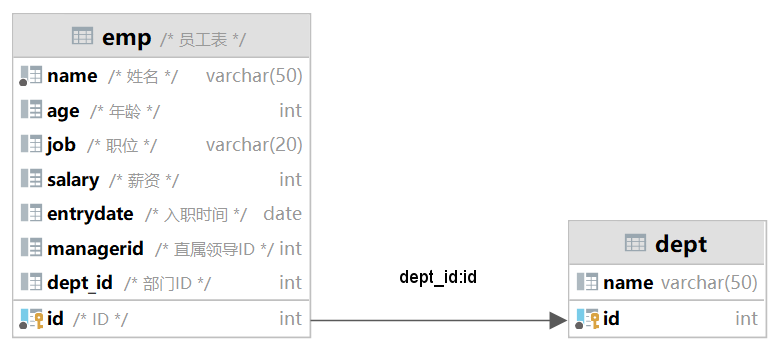 emp /* 员工表 */
name /* 姓名 */ varchar(50)
age /* 年龄 */ int
job /* 职位 */ varchar(20)
salary /* 薪资 */ int
entrydate /* 入职时间 */ date
managerid /* 直属领导ID */ int
dept_id /* 部门ID */ int
id /* ID */ int
dept_id:id
dept
name varchar(50)
id int